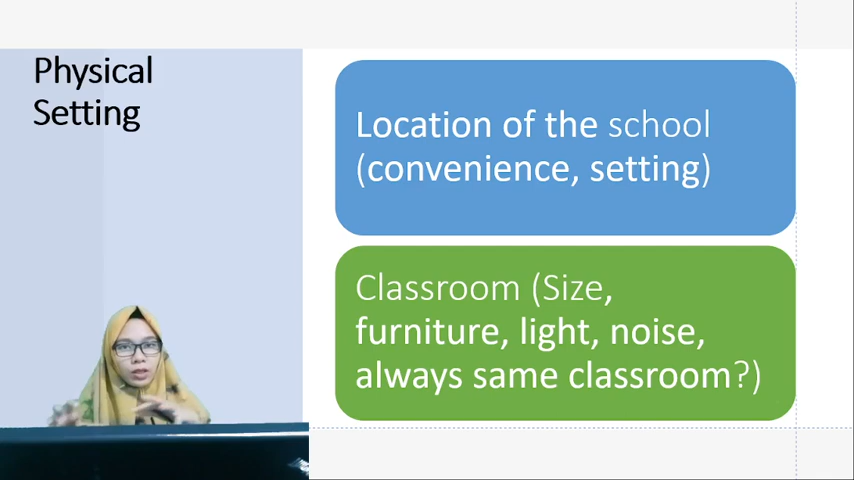 Physical
Setting
Location of the school
(convenience, setting)
Classroom (Size,
furniture, light, noise,
always same classroom?)